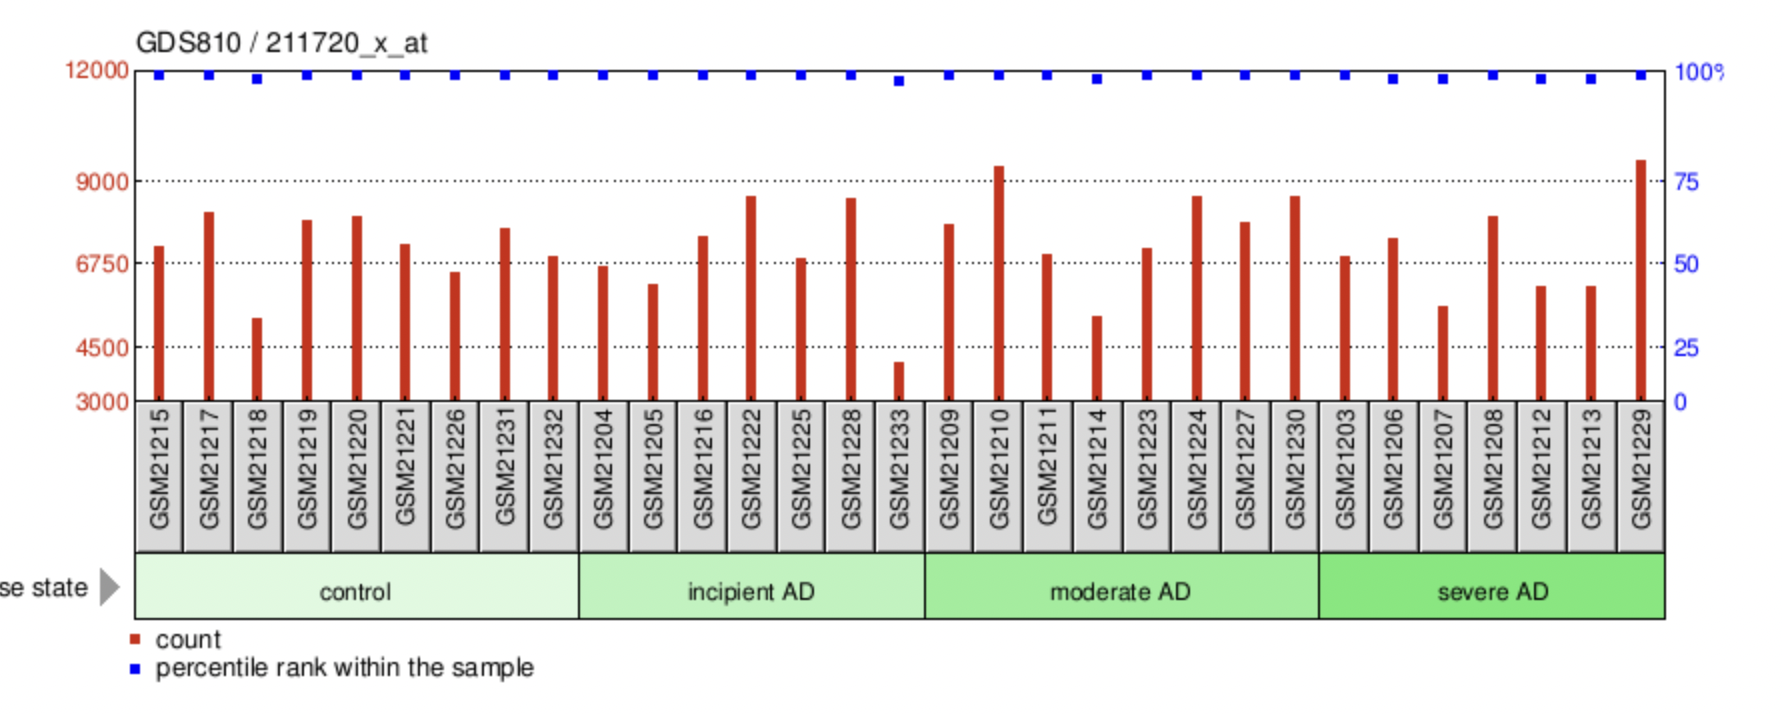 GDS810 / 211720_x_at
12000
100%
9000
75
6750
50
4500
25
3000
0
GSM21215
GSM21217
GSM21218
GSM21219
GSM21220
GSM21221
GSM21226
GSM21231
GSM21232
GSM21204
GSM21205
GSM21216
GSM21222
GSM21225
GSM21228
GSM21233
GSM21209
GSM21210
GSM21211
GSM21214
GSM21223
GSM21224
GSM21227
GSM21230
GSM21203
GSM21206
GSM21207
GSM21208
GSM21212
GSM21213
GSM21229
se state control incipient AD moderate AD severe AD
count
percentile rank within the sample